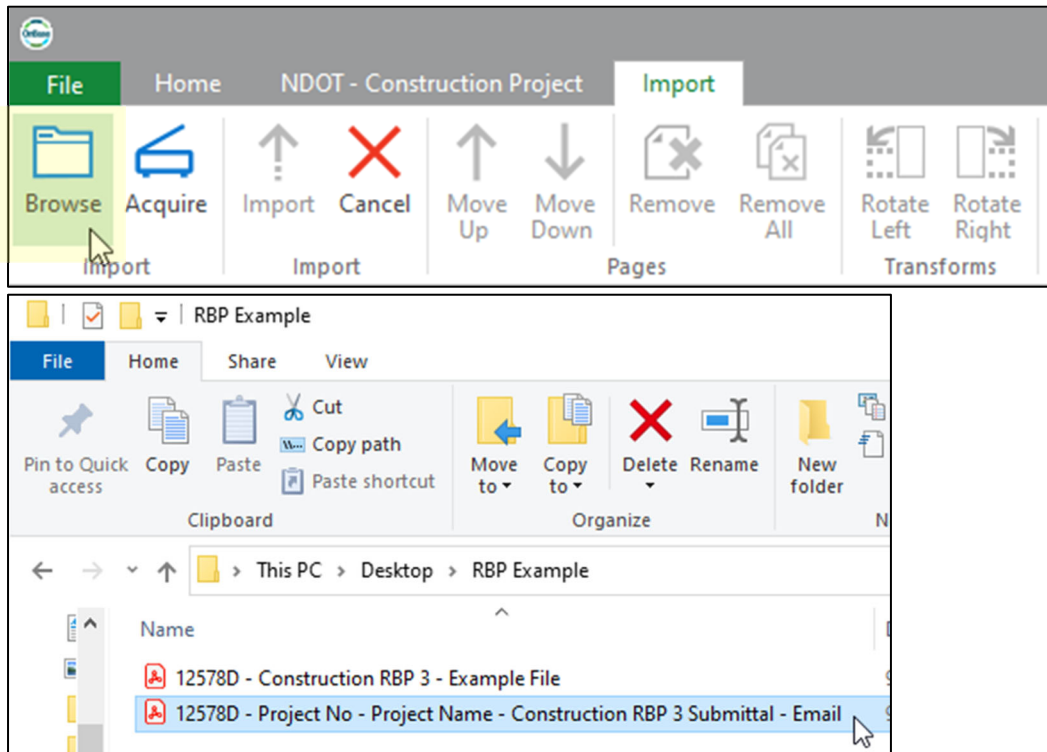 OnBase
File Home NDOT - Construction Project Import
Browse Acquire Import Cancel Move Up Move Down Remove Remove All Rotate Left Rotate Right
Import Import Pages Transforms
RBP Example
File Home Share View
Pin to Quick access Copy Paste Cut Copy path Paste shortcut Move to Copy to Delete Rename New folder
Clipboard Organize N
This PC > Desktop > RBP Example
Name
12578D - Construction RBP 3 - Example File
12578D - Project No - Project Name - Construction RBP 3 Submittal - Email